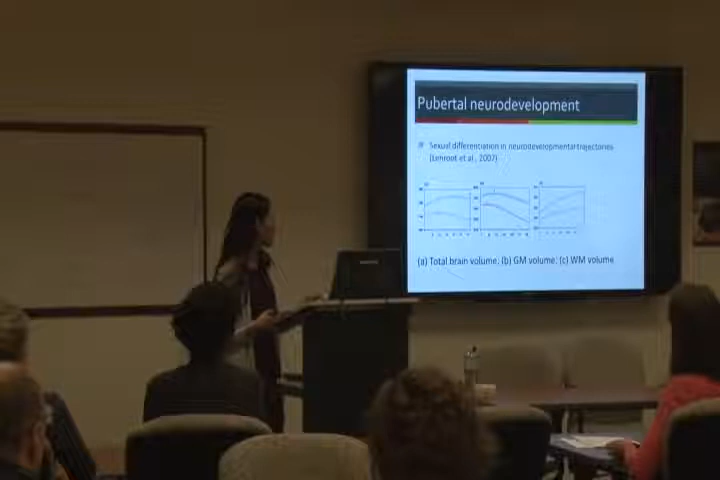 Pubertal neurodevelopment
Sexual differentiation in neurodevelopmental trajectories
(Lenroot et al., 2007)
(a) Total brain volume. (b) GM volume. (c) WM volume